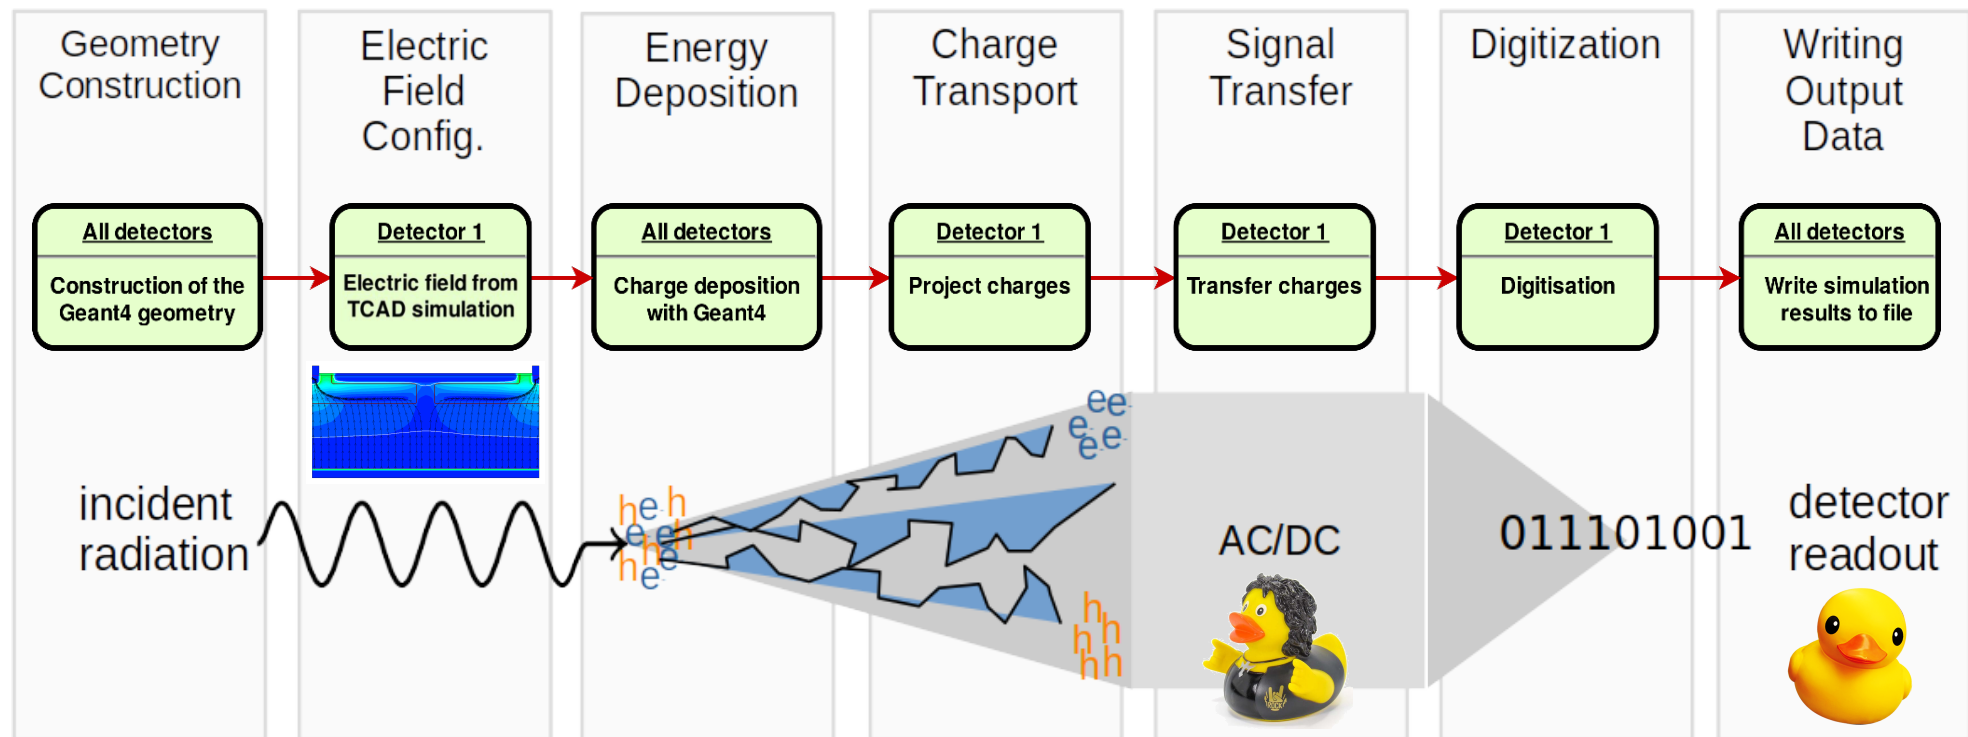 Geometry
Construction
Electric
Field
Config.
Energy
Deposition
Charge
Transport
Signal
Transfer
Digitization
Writing
Output
Data
All detectors
Construction of the
Geant4 geometry
Detector 1
Electric field from
TCAD simulation
All detectors
Charge deposition
with Geant4
Detector 1
Project charges
Detector 1
Transfer charges
Detector 1
Digitisation
All detectors
Write simulation
results to file
incident
radiation
h e- h
e- e- h
h h e-
e-
e- e-
e- e-
e-
h
h h
h h
AC/DC
ROCK
011101001
detector
readout